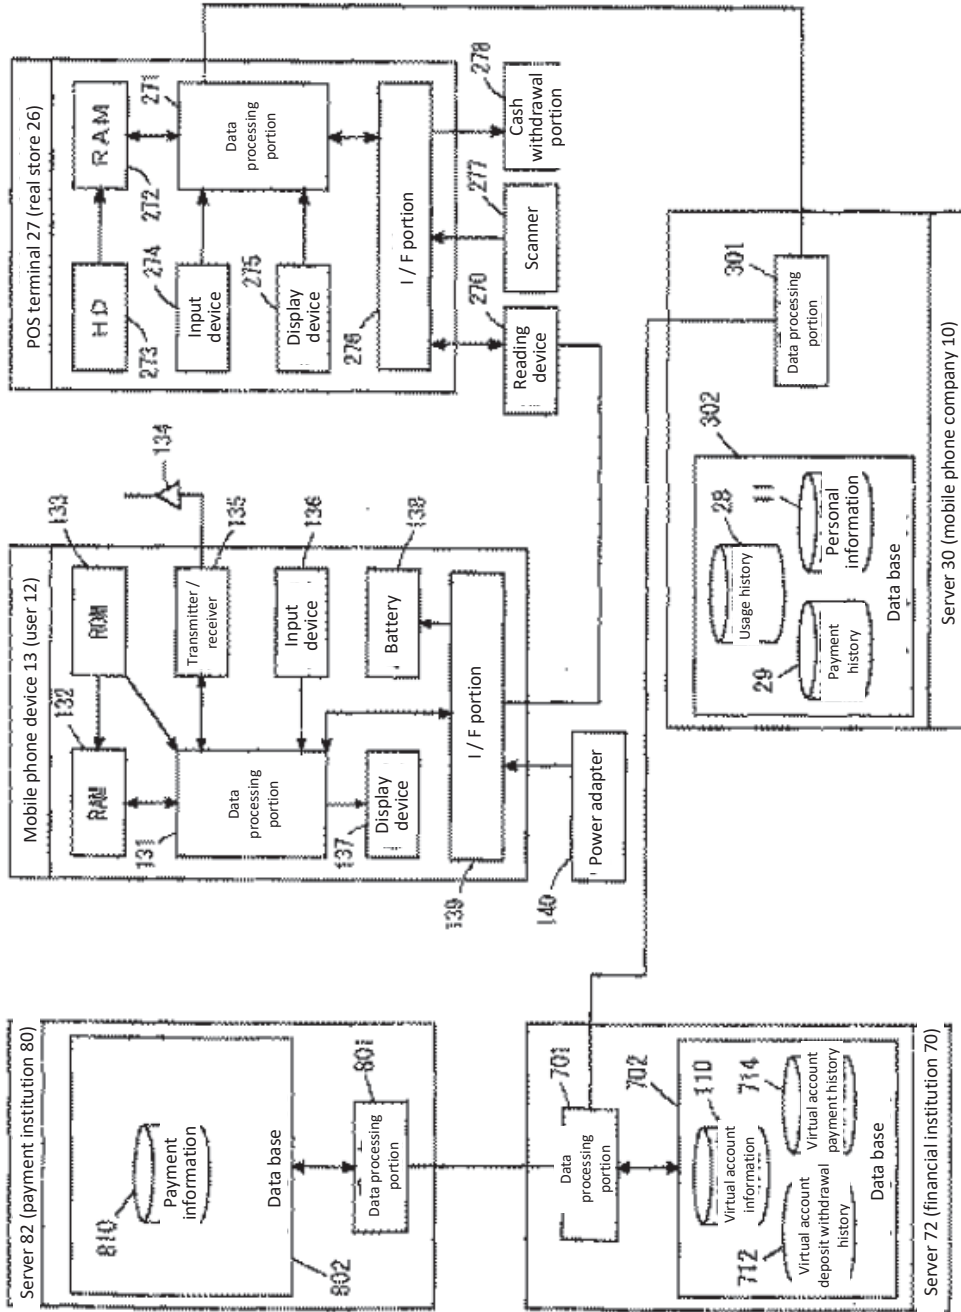 Server 82 (payment institution 80)
810
Payment
information
Data base
802
801
Data processing
portion
Mobile phone device 13 (user 12)
132
RAM
133
ROM
131
Data
processing
portion
134
135
Transmitter /
receiver
136
Input
device
137
Display
device
138
Battery
139
I / F portion
140
Power adapter
POS terminal 27 (real store 26)
273
HD
272
RAM
271
Data
processing
portion
274
Input
device
275
Display
device
276
I / F portion
270
Reading
device
277
Scanner
278
Cash
withdrawal
portion
701
Data
processing
portion
702
110
Virtual account
information
712
Virtual account
deposit withdrawal
history
714
Virtual account
payment history
Data base
Server 72 (financial institution 70)
302
28
Usage history
29
Payment
history
11
Personal
information
Data base
301
Data processing
portion
Server 30 (mobile phone company 10)